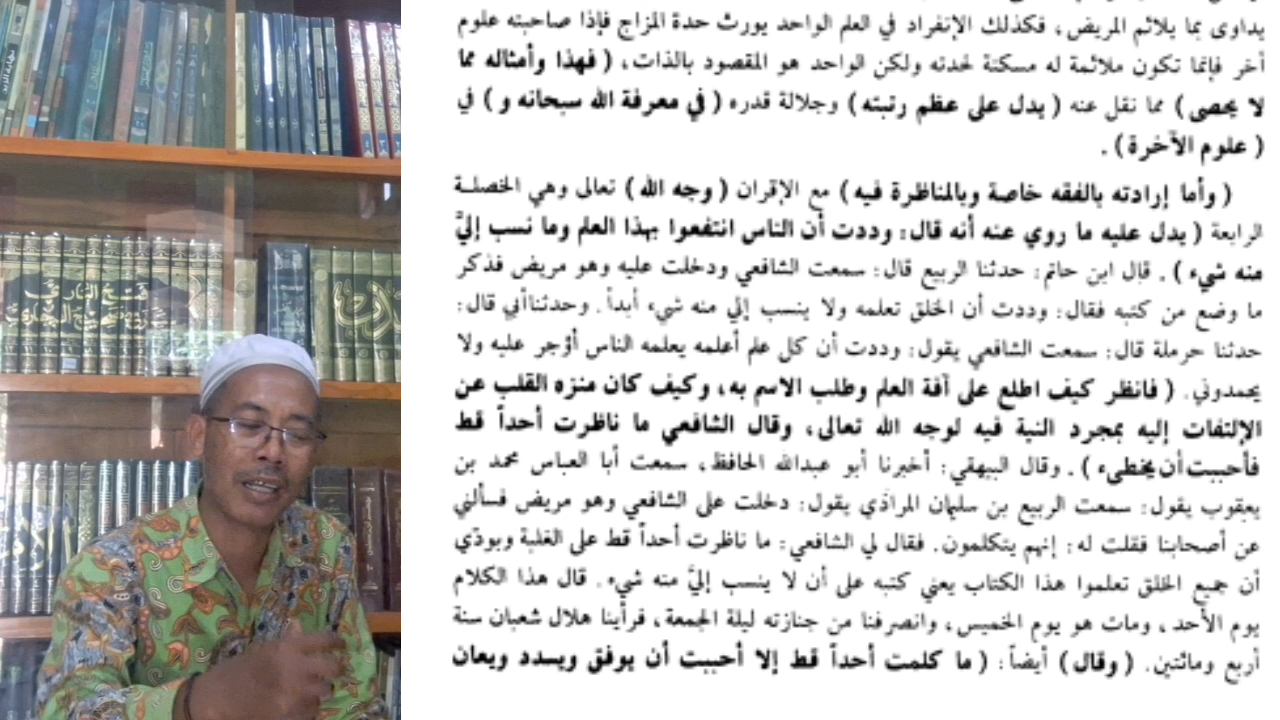 يداوى بما يلائم المريض، فكذلك الإنفراد في العلم الواحد يورث حدة المزاج فإذا صاحبته علوم
أخر فإنما تكون ملائمة له مسكنة لحدته ولكن الواحد هو المقصود بالذات، ( فهذا وأمثاله مما
لا يحصى ) مما نقل عنه ( يدل على عظم رتبته ) وجلالة قدره ( في معرفة الله سبحانه و ) في
( علوم الآخرة ) .
( وأما إرادته بالفقه خاصة وبالمناظرة فيه ) مع الإقران ( وجه الله ) تعالى وهي الخصلة
الرابعة ( يدل عليه ما روي عنه أنه قال: وددت أن الناس انتفعوا بهذا العلم وما نسب إليَّ
منه شيء ) . قال ابن حاتم: حدثنا الربيع قال: سمعت الشافعي ودخلت عليه وهو مريض فذكر
ما وضع من كتبه فقال: وددت أن الخلق تعلمه ولا ينسب إلي منه شيء أبداً. وحدثنا أبي قال:
حدثنا حرملة قال: سمعت الشافعي يقول: وددت أن كل علم أعلمه يعلمه الناس أؤجر عليه ولا
يحمدوني. ( فانظر كيف اطلع على آفة العلم وطلب الاسم به، وكيف كان منزه القلب عن
الإلتفات إليه بمجرد النية فيه لوجه الله تعالى، وقال الشافعي ما ناظرت أحداً قط
فأحببت أن يخطىء ) . وقال البيهقي: أخبرنا أبو عبدالله الحافظ، سمعت أبا العباس محمد بن
يعقوب يقول: سمعت الربيع بن سليمان المرادي يقول: دخلت على الشافعي وهو مريض فسألني
عن أصحابنا فقلت له: إنهم يتكلمون. فقال لي الشافعي: ما ناظرت أحداً قط على الغلبة وبودّي
أن جميع الخلق تعلموا هذا الكتاب يعني كتبه على أن لا ينسب إليَّ منه شيء. قال هذا الكلام
يوم الأحد، ومات هو يوم الخميس، وانصرفنا من جنازته ليلة الجمعة، فرأينا هلال شعبان سنة
أربع ومائتين. ( وقال ) أيضاً: ( ما كلمت أحداً قط إلا أحببت أن يوفق ويسدد ويعان
فتح الباري